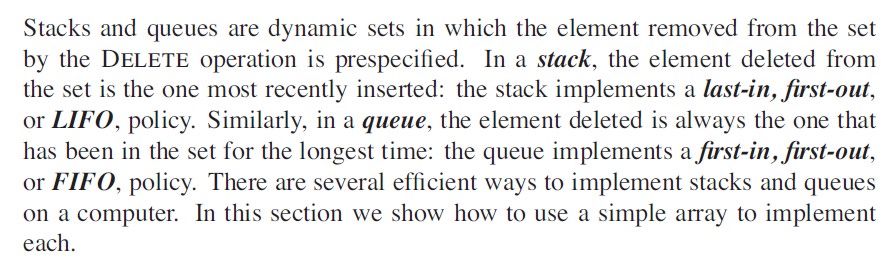 Stacks and queues are dynamic sets in which the element removed from the set
by the DELETE operation is prespecified. In a stack, the element deleted from
the set is the one most recently inserted: the stack implements a last-in, first-out,
or LIFO, policy. Similarly, in a queue, the element deleted is always the one that
has been in the set for the longest time: the queue implements a first-in, first-out,
or FIFO, policy. There are several efficient ways to implement stacks and queues
on a computer. In this section we show how to use a simple array to implement
each.